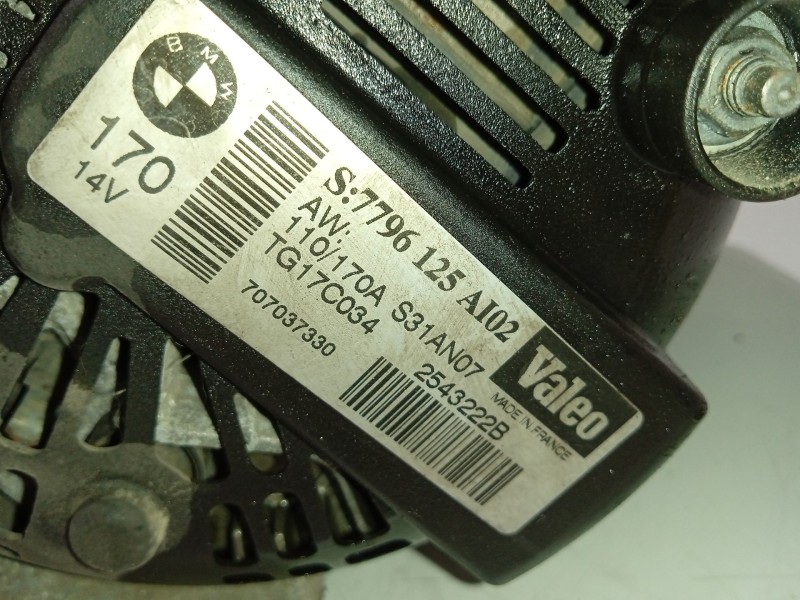 BMW
170
14V
S:7796 125 AI02
AW:
110/170A S31AN07
TG17C034
707037330
2543222B
Valeo
MADE IN FRANCE